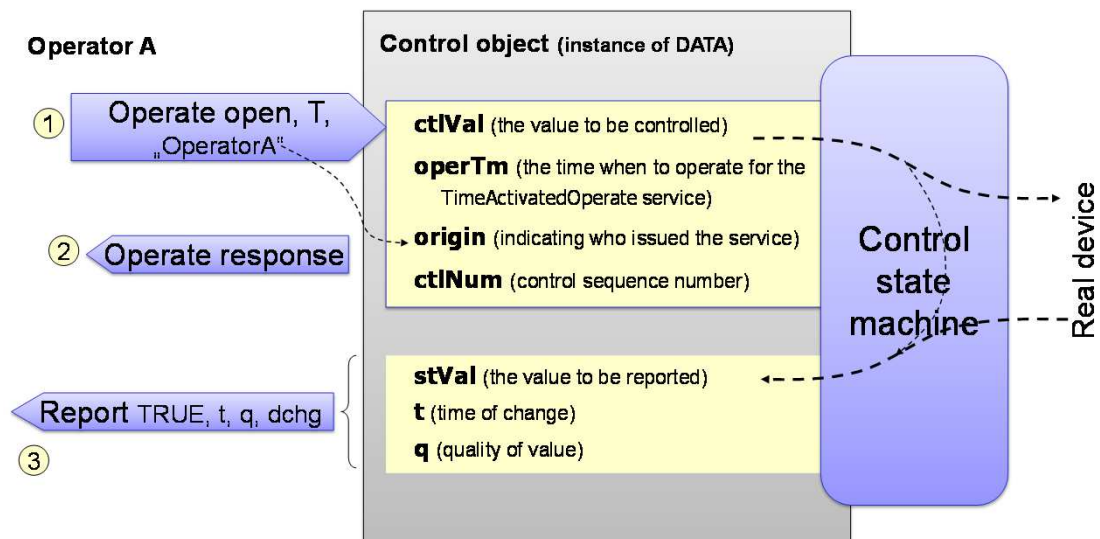 Operator A
Control object (instance of DATA)
1
Operate open, T,
„OperatorA“
ctlVal (the value to be controlled)
operTm (the time when to operate for the
TimeActivatedOperate service)
origin (indicating who issued the service)
ctlNum (control sequence number)
2
Operate response
Control
state
machine
Real device
stVal (the value to be reported)
t (time of change)
q (quality of value)
Report TRUE, t, q, dchg
3